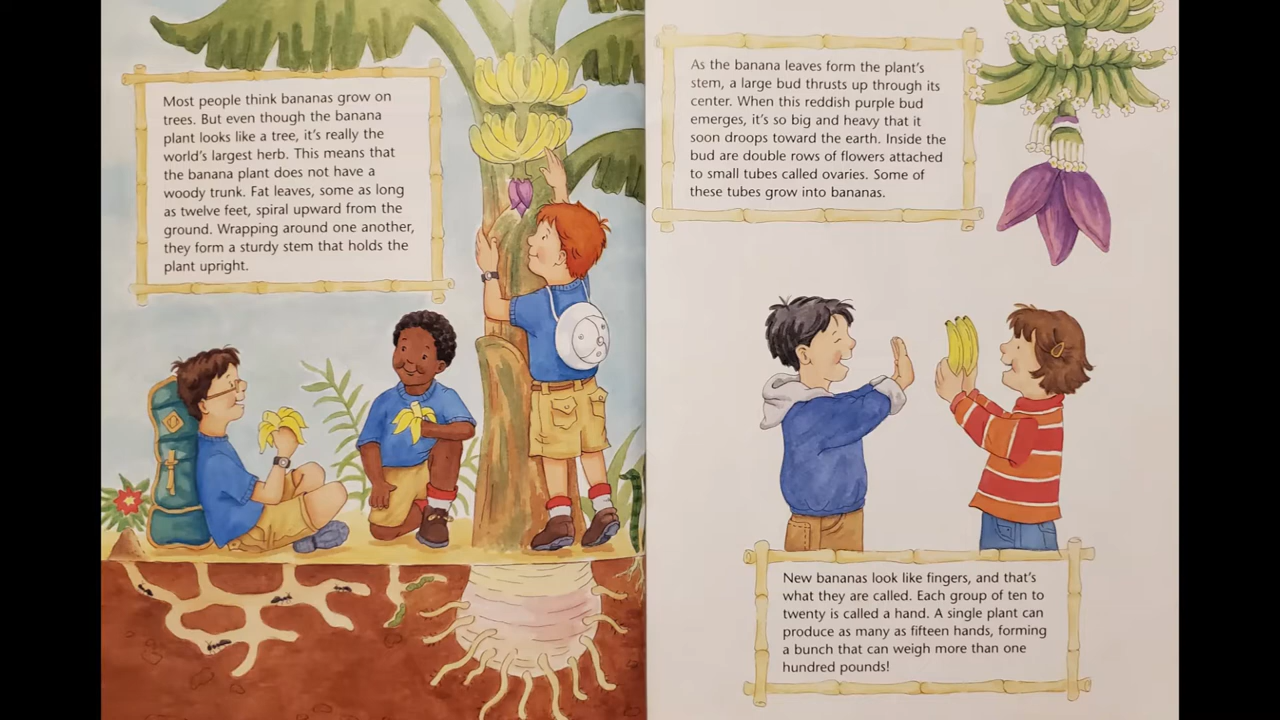 Most people think bananas grow on
trees. But even though the banana
plant looks like a tree, it's really the
world's largest herb. This means that
the banana plant does not have a
woody trunk. Fat leaves, some as long
as twelve feet, spiral upward from the
ground. Wrapping around one another,
they form a sturdy stem that holds the
plant upright.
As the banana leaves form the plant's
stem, a large bud thrusts up through its
center. When this reddish purple bud
emerges, it's so big and heavy that it
soon droops toward the earth. Inside the
bud are double rows of flowers attached
to small tubes called ovaries. Some of
these tubes grow into bananas.
New bananas look like fingers, and that's
what they are called. Each group of ten to
twenty is called a hand. A single plant can
produce as many as fifteen hands, forming
a bunch that can weigh more than one
hundred pounds!